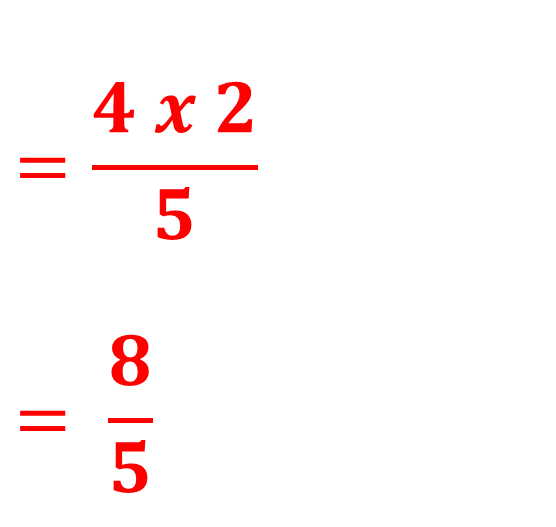 = 4 x 2 / 5
= 8 / 5